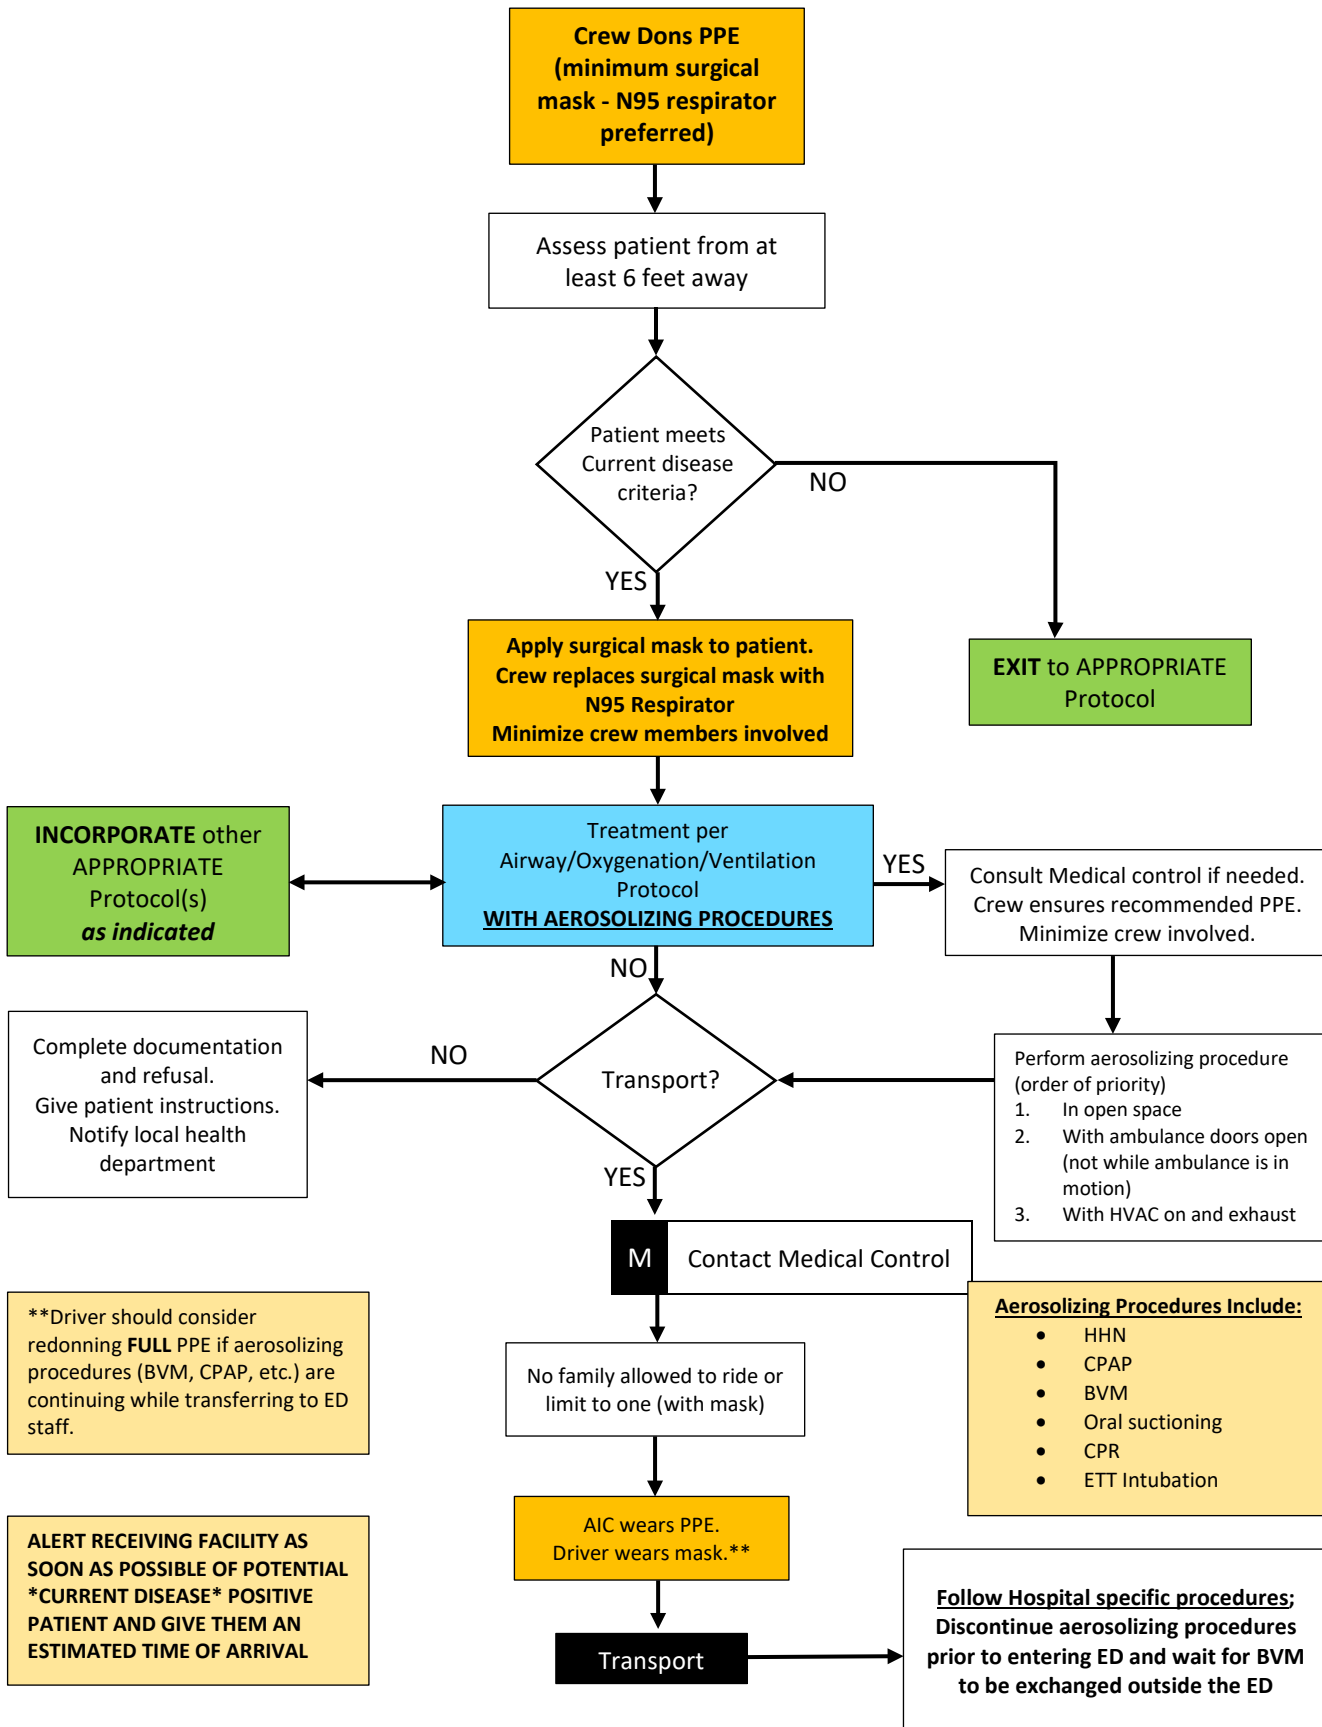 Crew Dons PPE
(minimum surgical
mask - N95 respirator
preferred)
Assess patient from at
least 6 feet away
Patient meets
Current disease
criteria?
NO
YES
Apply surgical mask to patient.
Crew replaces surgical mask with
N95 Respirator
Minimize crew members involved
EXIT to APPROPRIATE
Protocol
INCORPORATE other
APPROPRIATE
Protocol(s)
as indicated
Treatment per
Airway/Oxygenation/Ventilation
Protocol
WITH AEROSOLIZING PROCEDURES
YES
Consult Medical control if needed.
Crew ensures recommended PPE.
Minimize crew involved.
NO
Complete documentation
and refusal.
Give patient instructions.
Notify local health
department
NO
Transport?
Perform aerosolizing procedure
(order of priority)
1. In open space
2. With ambulance doors open
(not while ambulance is in
motion)
3. With HVAC on and exhaust
YES
M Contact Medical Control
**Driver should consider
redonning FULL PPE if aerosolizing
procedures (BVM, CPAP, etc.) are
continuing while transferring to ED
staff.
No family allowed to ride or
limit to one (with mask)
Aerosolizing Procedures Include:
• HHN
• CPAP
• BVM
• Oral suctioning
• CPR
• ETT Intubation
ALERT RECEIVING FACILITY AS
SOON AS POSSIBLE OF POTENTIAL
*CURRENT DISEASE* POSITIVE
PATIENT AND GIVE THEM AN
ESTIMATED TIME OF ARRIVAL
AIC wears PPE.
Driver wears mask.**
Transport
Follow Hospital specific procedures;
Discontinue aerosolizing procedures
prior to entering ED and wait for BVM
to be exchanged outside the ED